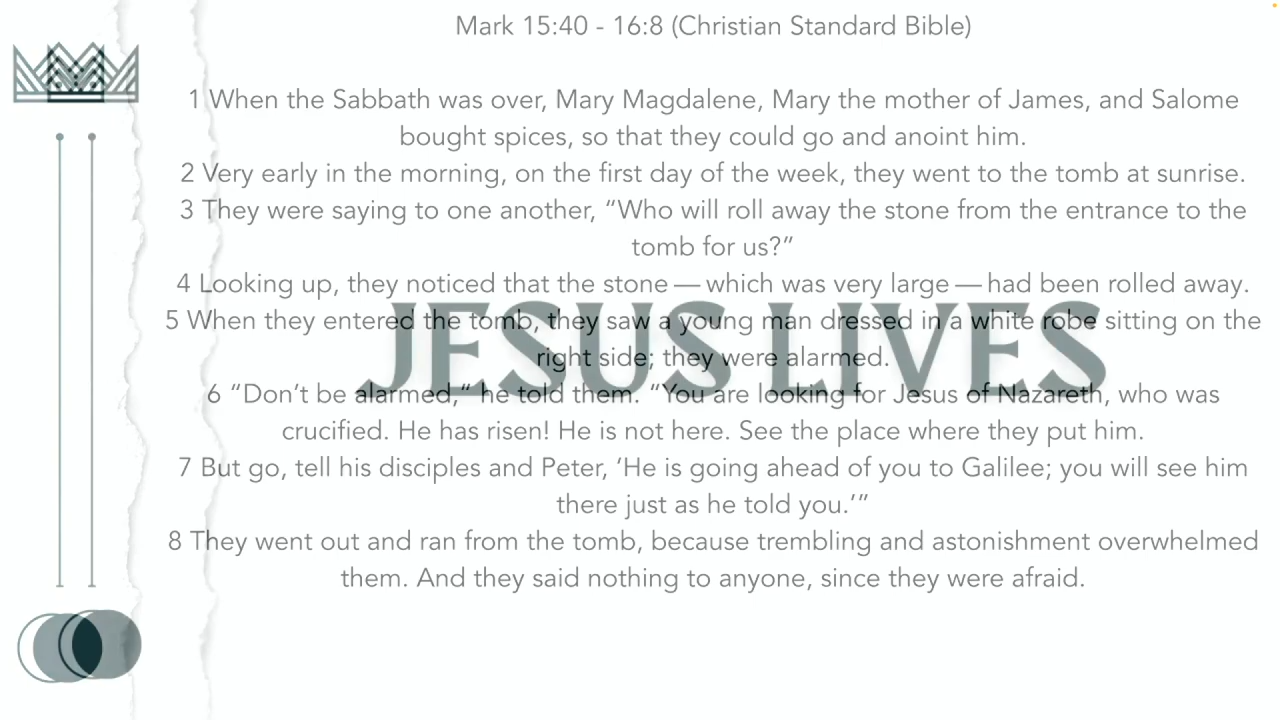 Mark 15:40 - 16:8 (Christian Standard Bible)
1 When the Sabbath was over, Mary Magdalene, Mary the mother of James, and Salome
bought spices, so that they could go and anoint him.
2 Very early in the morning, on the first day of the week, they went to the tomb at sunrise.
3 They were saying to one another, “Who will roll away the stone from the entrance to the
tomb for us?”
4 Looking up, they noticed that the stone — which was very large — had been rolled away.
5 When they entered the tomb, they saw a young man dressed in a white robe sitting on the
right side; they were alarmed.
6 “Don’t be alarmed,“ he told them. “You are looking for Jesus of Nazareth, who was
crucified. He has risen! He is not here. See the place where they put him.
7 But go, tell his disciples and Peter, ‘He is going ahead of you to Galilee; you will see him
there just as he told you.’”
8 They went out and ran from the tomb, because trembling and astonishment overwhelmed
them. And they said nothing to anyone, since they were afraid.
JESUS LIVES